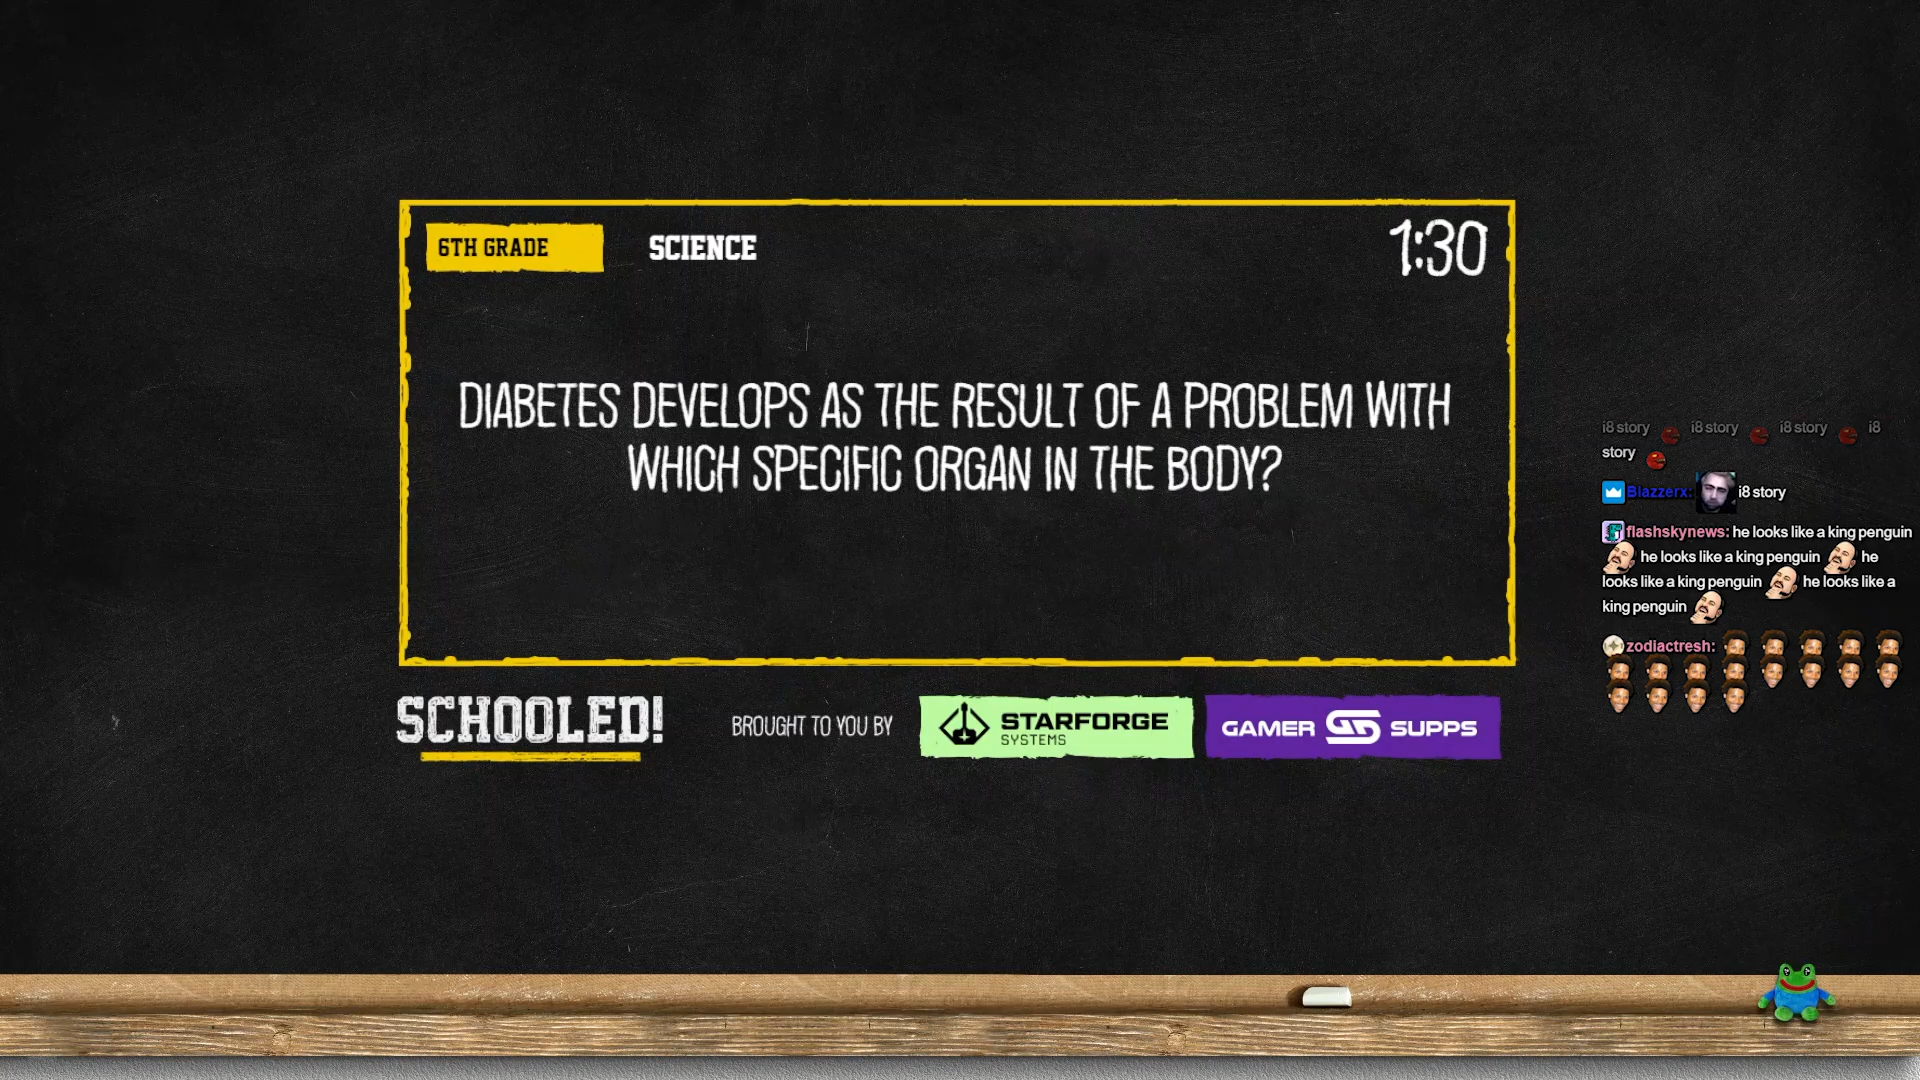 6TH GRADE
SCIENCE
1:30
DIABETES DEVELOPS AS THE RESULT OF A PROBLEM WITH
WHICH SPECIFIC ORGAN IN THE BODY?
SCHOOLED!
BROUGHT TO YOU BY
STARFORGE
SYSTEMS
GAMER SUPPS
i8 story i8 story i8 story i8
story
Blazzerx: i8 story
flashskynews: he looks like a king penguin
he looks like a king penguin he
looks like a king penguin he looks like a
king penguin
zodiactresh: